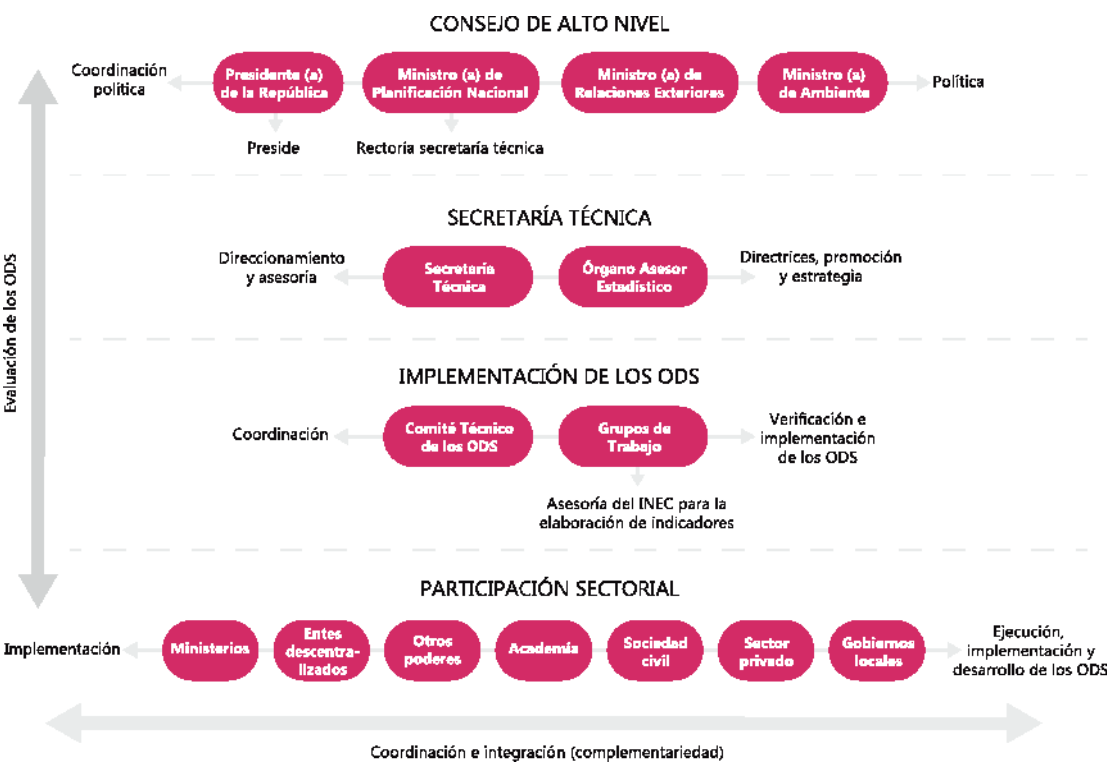 CONSEJO DE ALTO NIVEL
Coordinación
política
Presidente (a)
de la República
Ministro (a) de
Planificación Nacional
Ministro (a) de
Relaciones Exteriores
Ministro (a)
de Ambiente
Política
Preside
Rectoría secretaría técnica
SECRETARÍA TÉCNICA
Direccionamiento
y asesoría
Secretaría
Técnica
Órgano Asesor
Estadístico
Directrices, promoción
y estrategia
Evaluación de los ODS
IMPLEMENTACIÓN DE LOS ODS
Coordinación
Comité Técnico
de los ODS
Grupos de
Trabajo
Verificación e
implementación
de los ODS
Asesoría del INEC para la
elaboración de indicadores
PARTICIPACIÓN SECTORIAL
Implementación
Ministerios
Entes
descentra-
lizados
Otros
poderes
Academia
Sociedad
civil
Sector
privado
Gobiernos
locales
Ejecución,
implementación y
desarrollo de los ODS
Coordinación e integración (complementariedad)